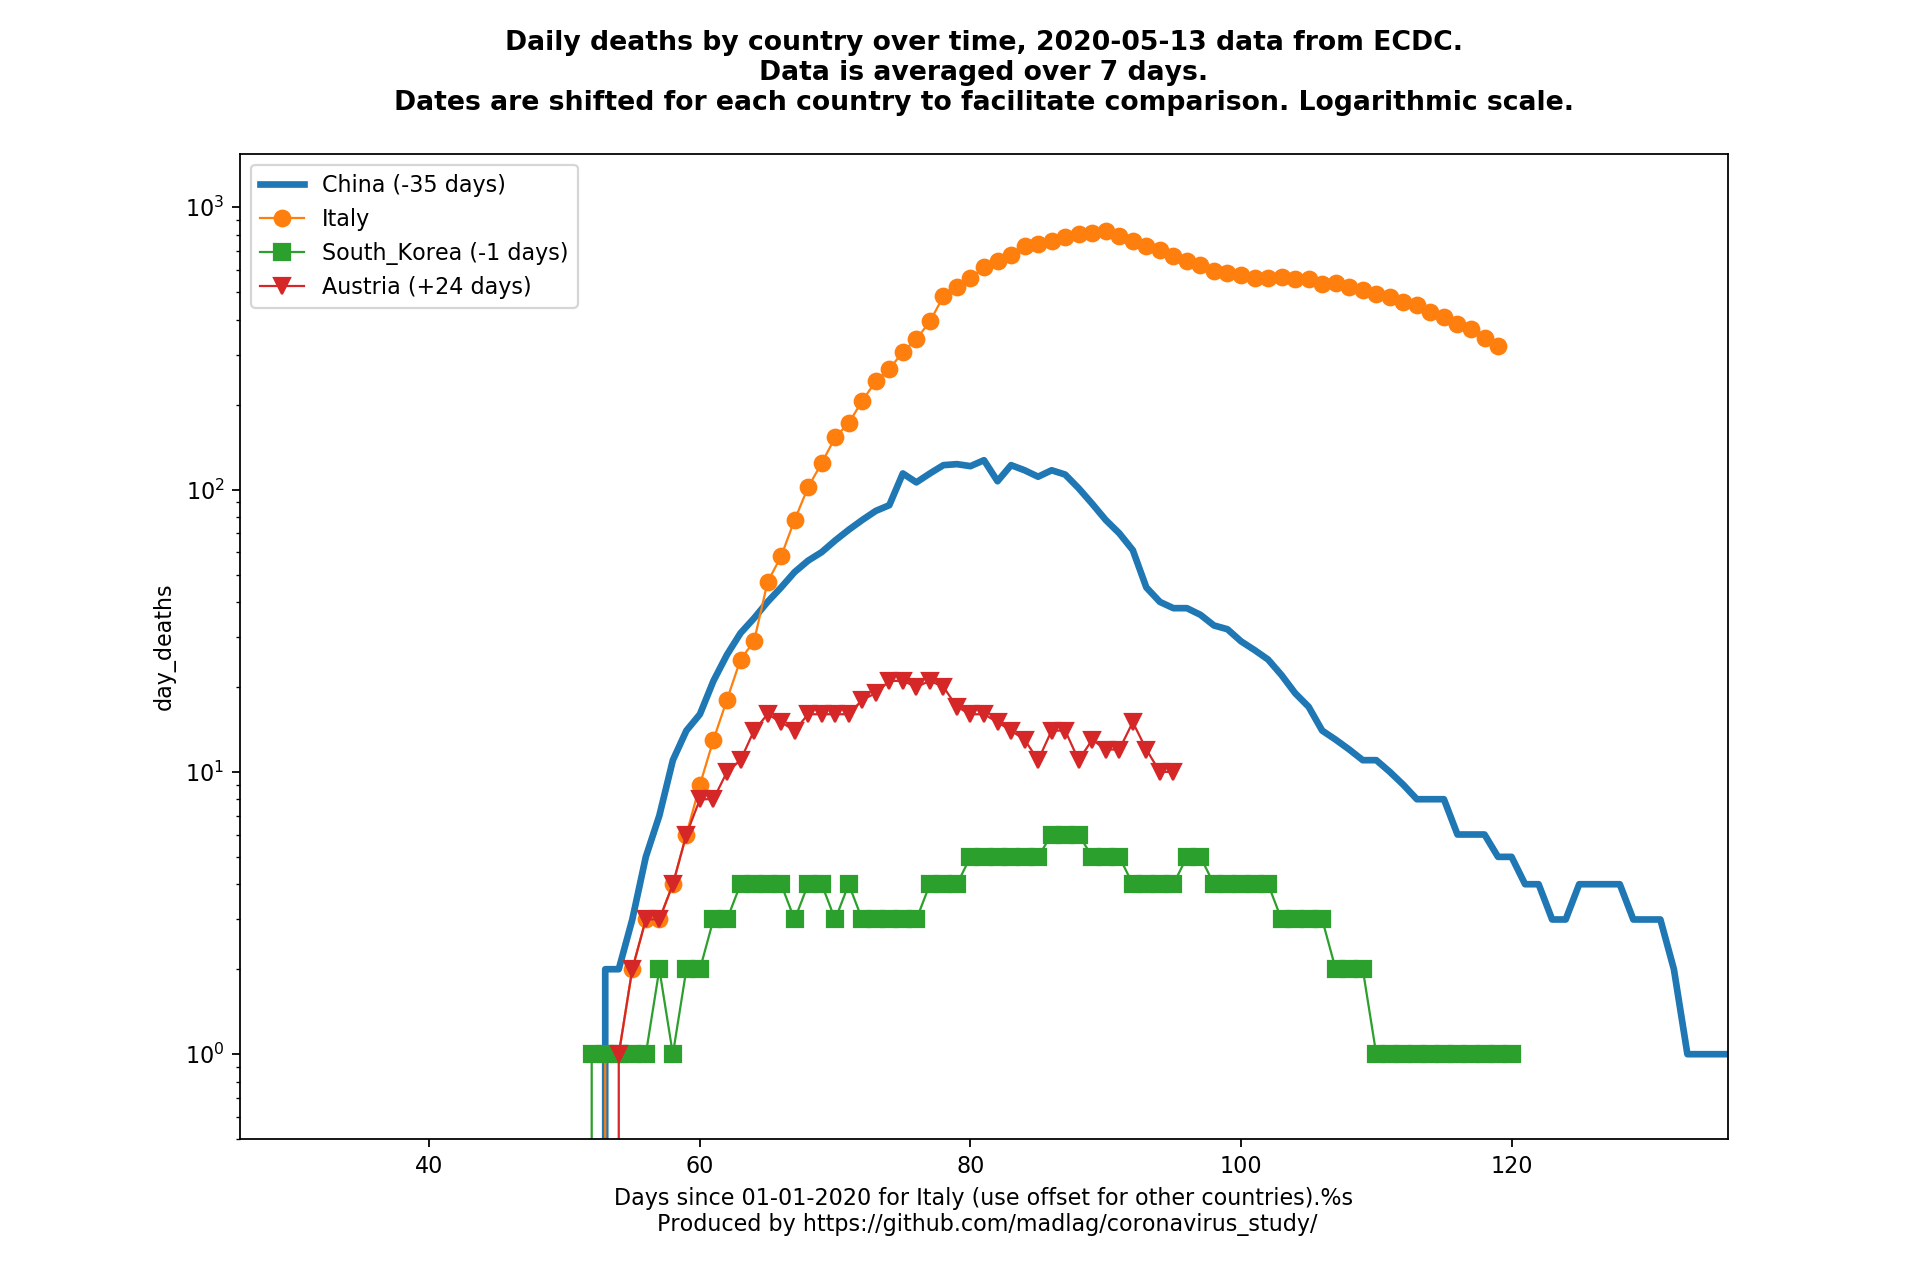 Daily deaths by country over time, 2020-05-13 data from ECDC.
Data is averaged over 7 days.
Dates are shifted for each country to facilitate comparison. Logarithmic scale.
China (-35 days)
Italy
South_Korea (-1 days)
Austria (+24 days)
10³
10²
10¹
10⁰
day_deaths
40 60 80 100 120
Days since 01-01-2020 for Italy (use offset for other countries).%s
Produced by https://github.com/madlag/coronavirus_study/